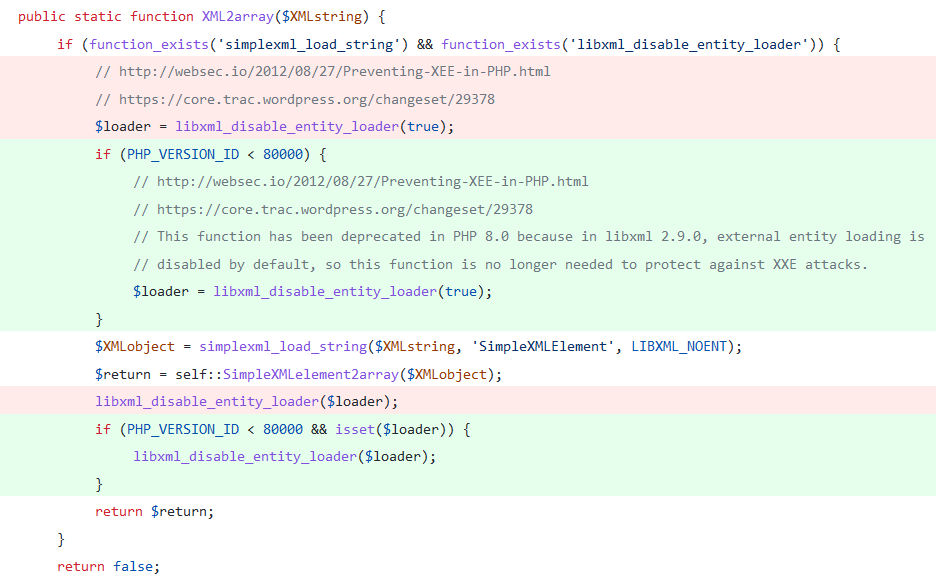 public static function XML2array($XMLstring) {
if (function_exists('simplexml_load_string') && function_exists('libxml_disable_entity_loader')) {
// http://websec.io/2012/08/27/Preventing-XEE-in-PHP.html
// https://core.trac.wordpress.org/changeset/29378
$loader = libxml_disable_entity_loader(true);
if (PHP_VERSION_ID < 80000) {
// http://websec.io/2012/08/27/Preventing-XEE-in-PHP.html
// https://core.trac.wordpress.org/changeset/29378
// This function has been deprecated in PHP 8.0 because in libxml 2.9.0, external entity loading is
// disabled by default, so this function is no longer needed to protect against XXE attacks.
$loader = libxml_disable_entity_loader(true);
}
$XMLobject = simplexml_load_string($XMLstring, 'SimpleXMLElement', LIBXML_NOENT);
$return = self::SimpleXMLelement2array($XMLobject);
libxml_disable_entity_loader($loader);
if (PHP_VERSION_ID < 80000 && isset($loader)) {
libxml_disable_entity_loader($loader);
}
return $return;
}
return false;